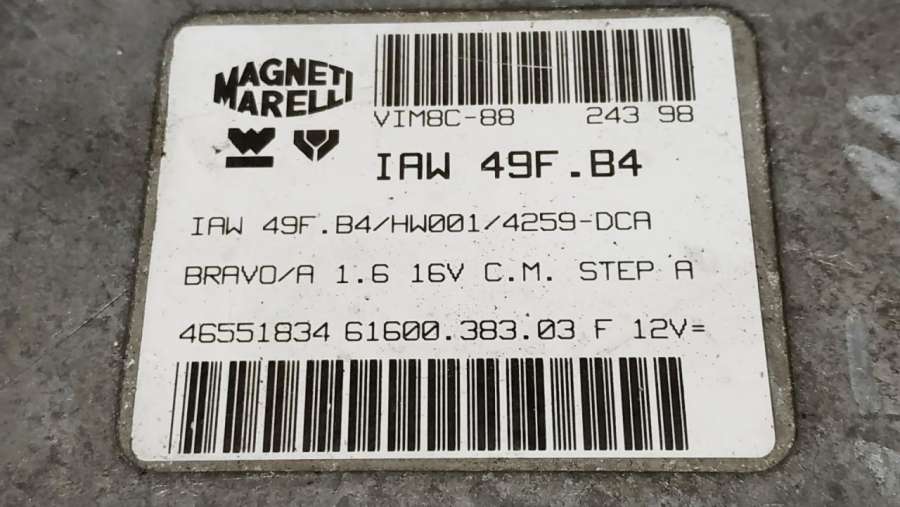 MAGNETI
MARELLI
VIM8C-88 243 98
IAW 49F.B4
IAW 49F.B4/HW001/4259-DCA
BRAVO/A 1.6 16V C.M. STEP A
46551834 61600.383.03 F 12V=